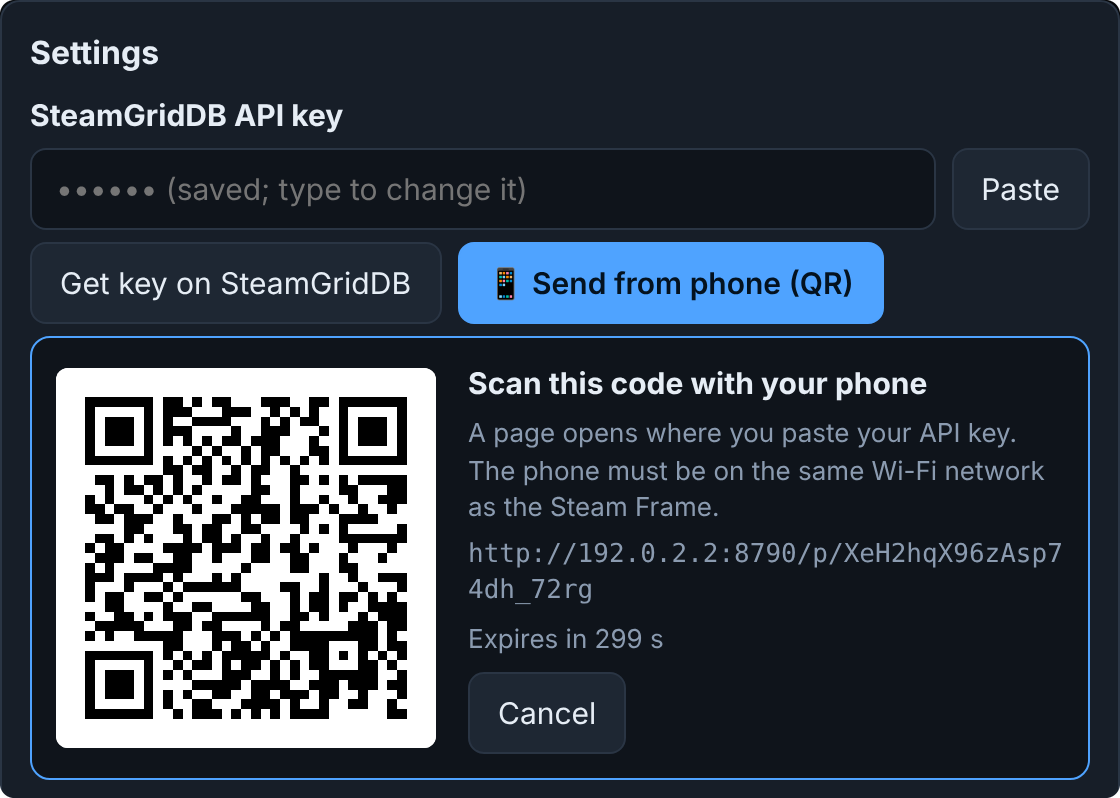 Settings
SteamGridDB API key
•••••• (saved; type to change it)
Paste
Get key on SteamGridDB
📱 Send from phone (QR)
Scan this code with your phone
A page opens where you paste your API key.
The phone must be on the same Wi-Fi network
as the Steam Frame.
http://192.0.2.2:8790/p/XeH2hqX96zAsp7
4dh_72rg
Expires in 299 s
Cancel